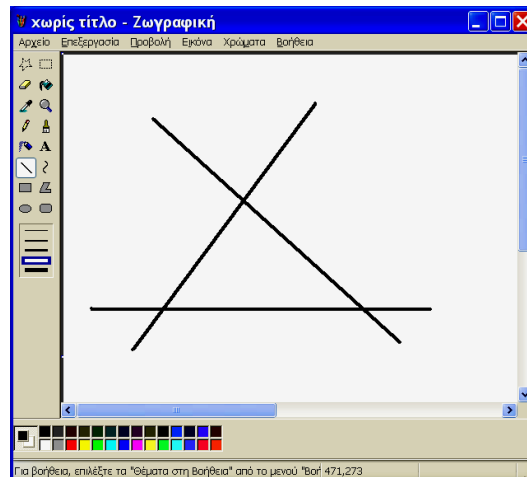 χωρίς τίτλο - Ζωγραφική
Αρχείο Επεξεργασία Προβολή Εικόνα Χρώματα Βοήθεια
A
Για βοήθεια, επιλέξτε τα "Θέματα στη Βοήθεια" από το μενού "Βοή 471,273